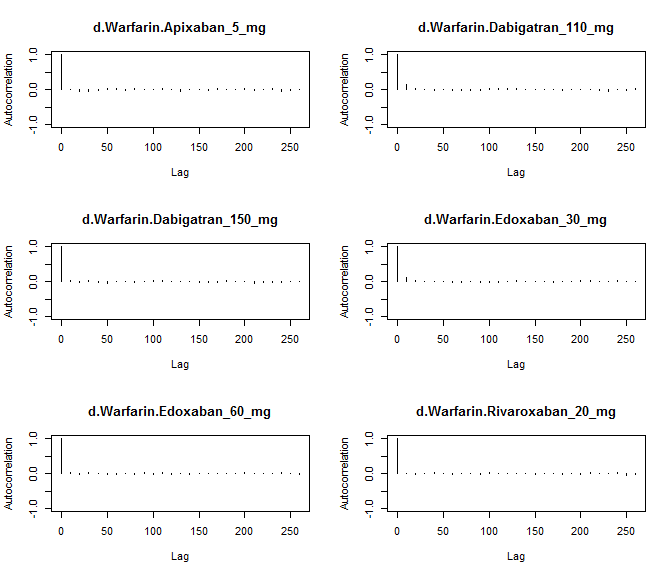 d.Warfarin.Apixaban_5_mg
Autocorrelation
1.0
0.0
-1.0
0 50 100 150 200 250
Lag
d.Warfarin.Dabigatran_110_mg
Autocorrelation
1.0
0.0
-1.0
0 50 100 150 200 250
Lag
d.Warfarin.Dabigatran_150_mg
Autocorrelation
1.0
0.0
-1.0
0 50 100 150 200 250
Lag
d.Warfarin.Edoxaban_30_mg
Autocorrelation
1.0
0.0
-1.0
0 50 100 150 200 250
Lag
d.Warfarin.Edoxaban_60_mg
Autocorrelation
1.0
0.0
-1.0
0 50 100 150 200 250
Lag
d.Warfarin.Rivaroxaban_20_mg
Autocorrelation
1.0
0.0
-1.0
0 50 100 150 200 250
Lag